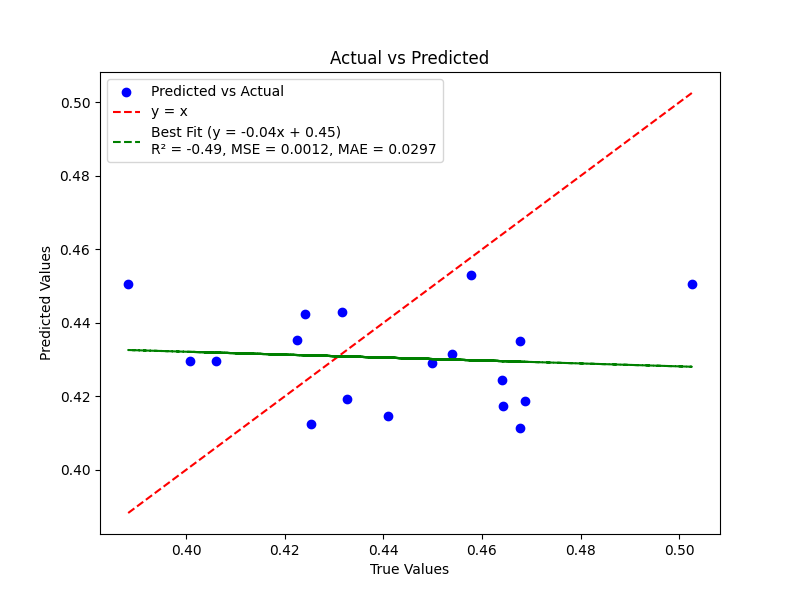 Actual vs Predicted
Predicted vs Actual
y = x
Best Fit (y = -0.04x + 0.45)
R² = -0.49, MSE = 0.0012, MAE = 0.0297
0.50
0.48
0.46
0.44
0.42
0.40
Predicted Values
0.40 0.42 0.44 0.46 0.48 0.50
True Values